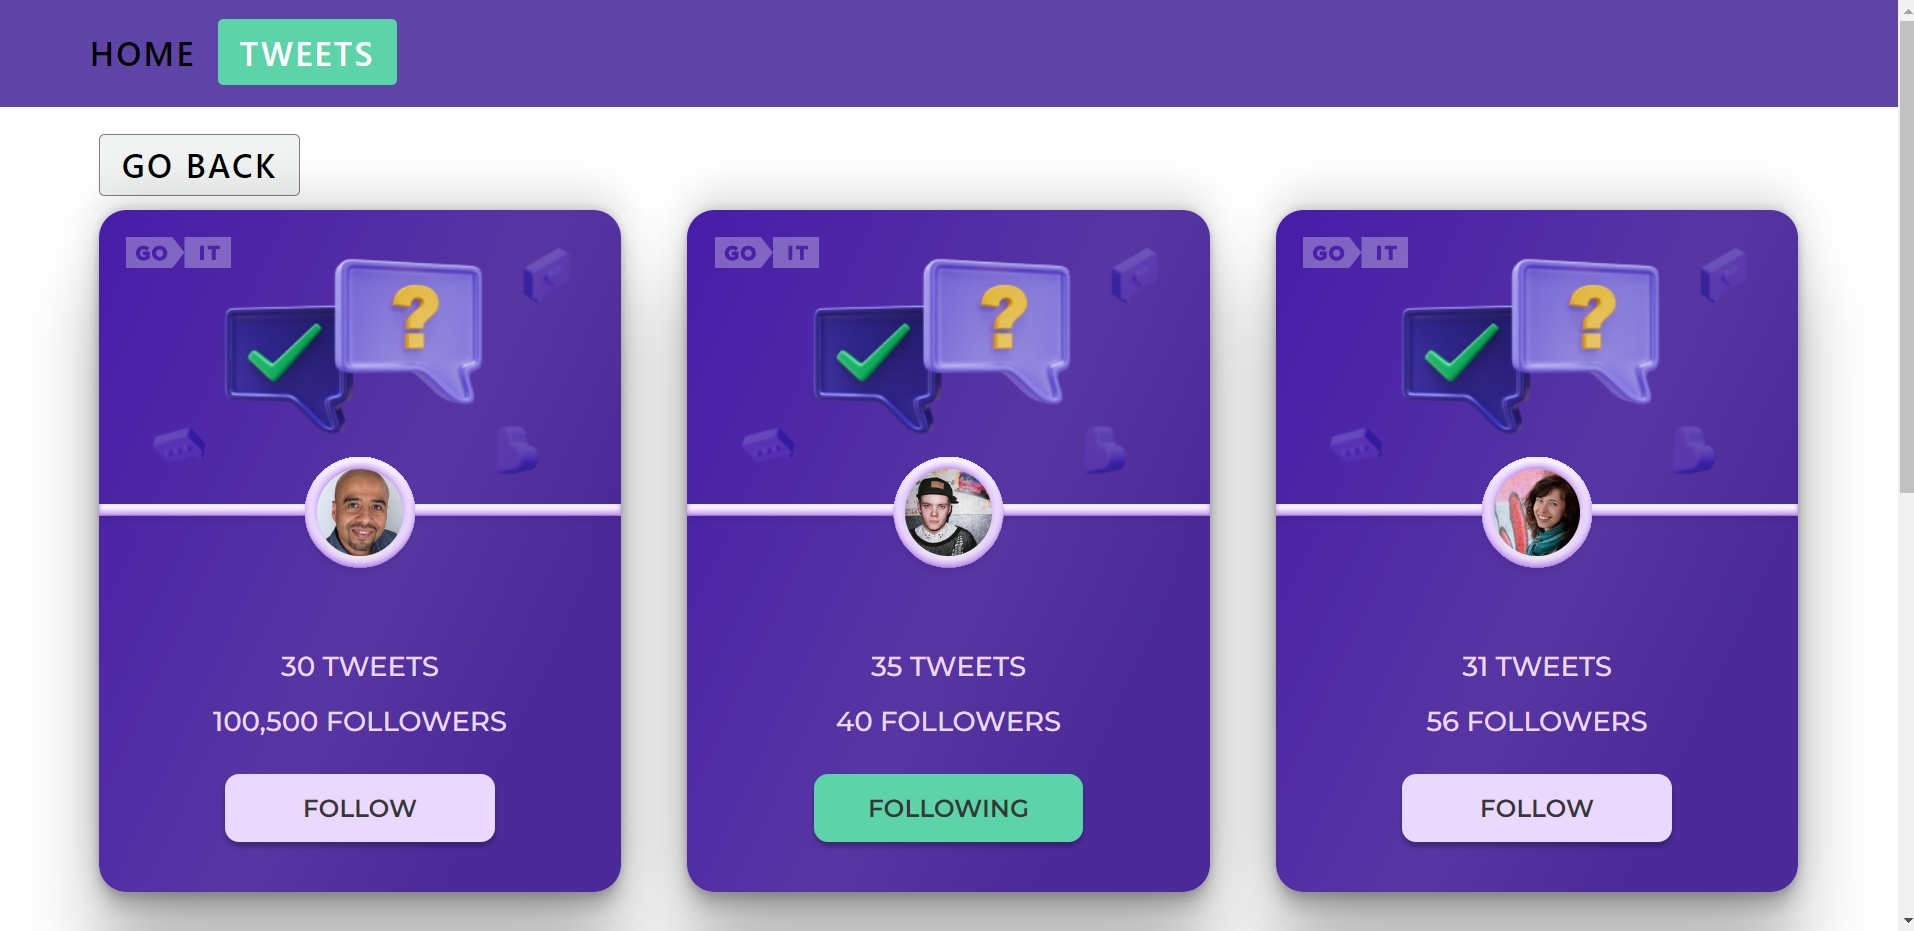 HOME TWEETS
GO BACK
GO IT
?
30 TWEETS
100,500 FOLLOWERS
FOLLOW
GO IT
?
35 TWEETS
40 FOLLOWERS
FOLLOWING
GO IT
?
31 TWEETS
56 FOLLOWERS
FOLLOW